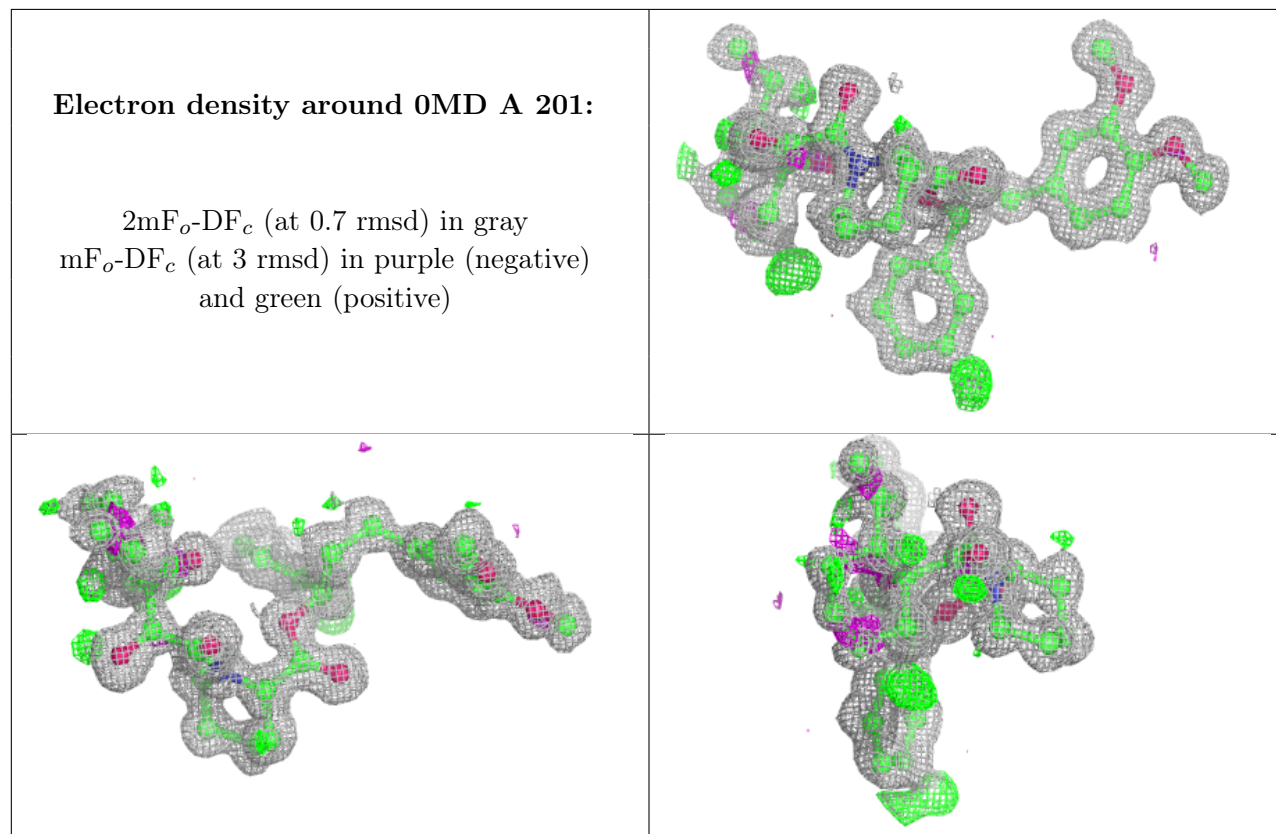 Electron density around 0MD A 201:
2mFₒ-DF𝒸 (at 0.7 rmsd) in gray
mFₒ-DF𝒸 (at 3 rmsd) in purple (negative)
and green (positive)